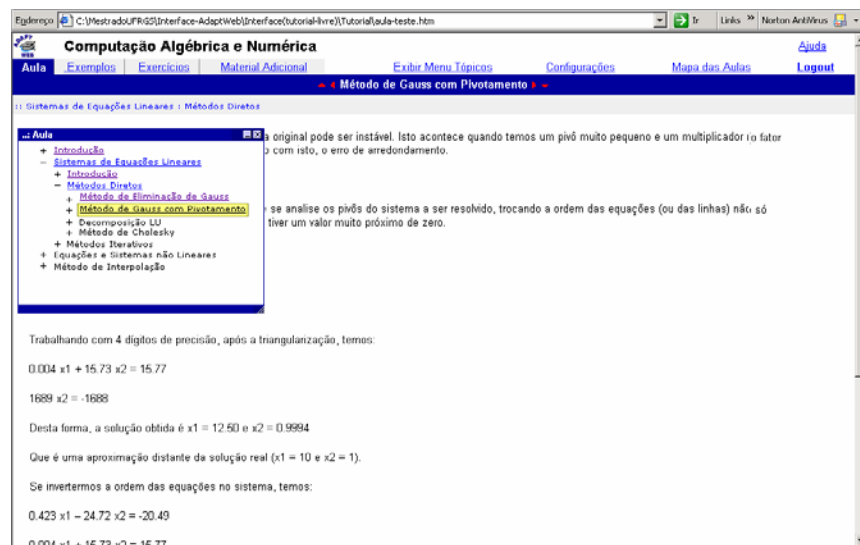 Endereço C:\MestradoUFRGS\Interface-AdaptWeb\Interface(tutorial-livre)\Tutorial\aula-teste.htm Ir Links » Norton AntiVirus
Computação Algébrica e Numérica Ajuda
Aula Exemplos Exercícios Material Adicional Exibir Menu Tópicos Configurações Mapa das Aulas Logout
Método de Gauss com Pivotamento
:: Sistemas de Equações Lineares : Métodos Diretos
..: Aula
a original pode ser instável. Isto acontece quando temos um pivô muito pequeno e um multiplicador fator
com isto, o erro de arredondamento.
+ Introdução
− Sistemas de Equações Lineares
+ Introdução
− Métodos Diretos
+ Método de Eliminação de Gauss
+ Método de Gauss com Pivotamento
+ Decomposição LU
+ Método de Cholesky
+ Métodos Iterativos
+ Equações e Sistemas não Lineares
+ Método de Interpolação
se analise os pivôs do sistema a ser resolvido, trocando a ordem das equações (ou das linhas) não só
tiver um valor muito próximo de zero.
Trabalhando com 4 dígitos de precisão, após a triangularização, temos:
0.004 x1 + 15.73 x2 = 15.77
1689 x2 = -1688
Desta forma, a solução obtida é x1 = 12.50 e x2 = 0.9994
Que é uma aproximação distante da solução real (x1 = 10 e x2 = 1).
Se invertermos a ordem das equações no sistema, temos:
0.423 x1 – 24.72 x2 = -20.49
0.004 x1 + 15.73 x2 = 15.77